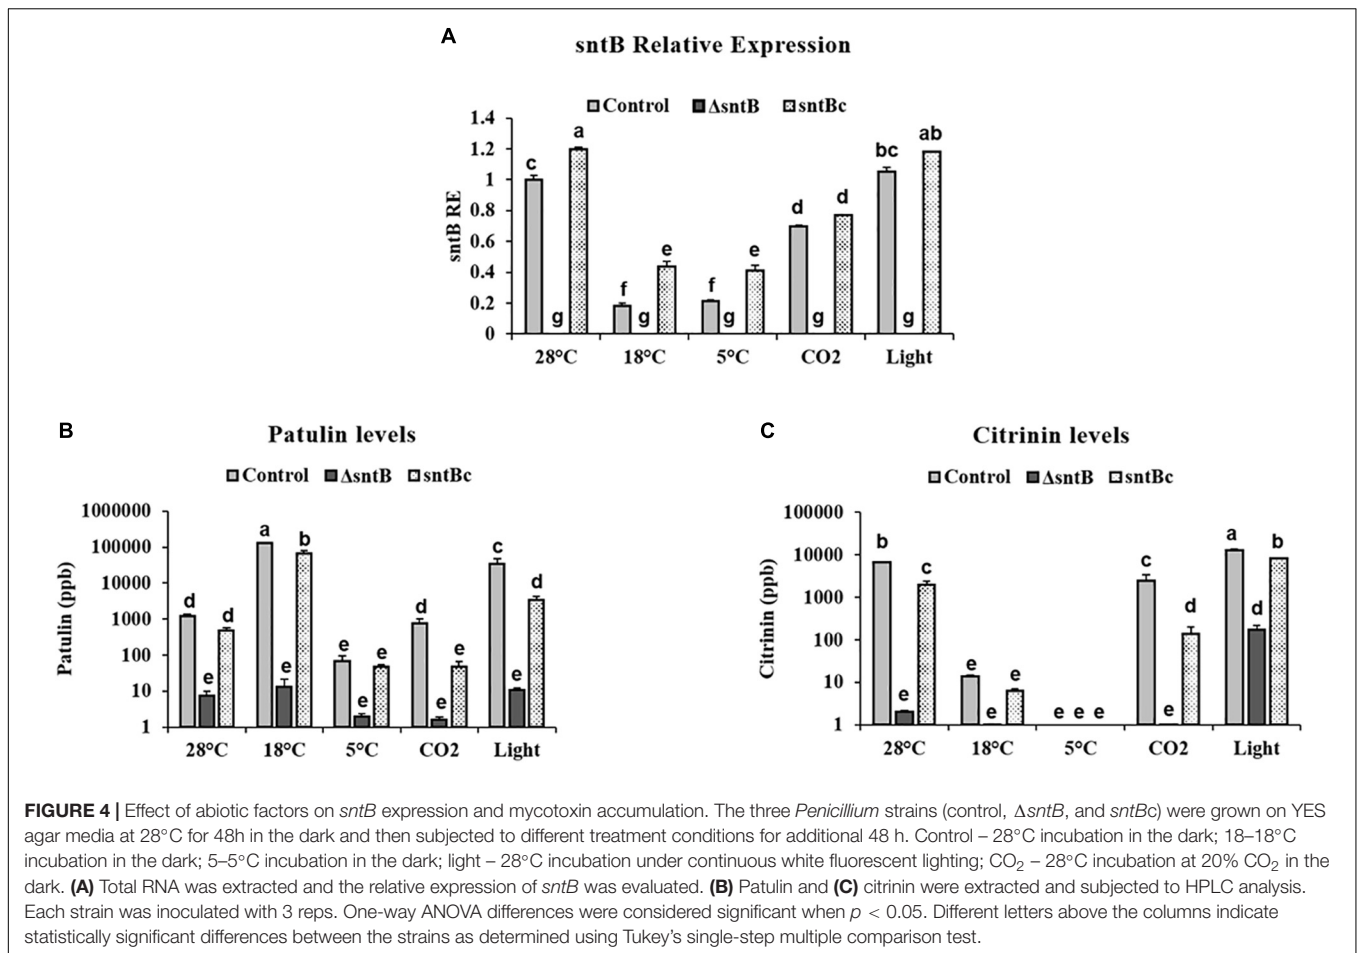 A
sntB Relative Expression
Control ΔsntB sntBc
sntB RE
1.4
1.2
1
0.8
0.6
0.4
0.2
0
c g a
f g e
f g e
d g d
bc g ab
28°C 18°C 5°C CO2 Light
B
Patulin levels
Control ΔsntB sntBc
Patulin (ppb)
1000000
100000
10000
1000
100
10
1
d e d
a e b
e e e
d e e
c e d
28°C 18°C 5°C CO2 Light
C
Citrinin levels
Control ΔsntB sntBc
Citrinin (ppb)
100000
10000
1000
100
10
1
b e c
e e e
e e e
c e d
a d b
28°C 18°C 5°C CO2 Light
FIGURE 4 | Effect of abiotic factors on sntB expression and mycotoxin accumulation. The three Penicillium strains (control, ΔsntB, and sntBc) were grown on YES
agar media at 28°C for 48h in the dark and then subjected to different treatment conditions for additional 48 h. Control – 28°C incubation in the dark; 18–18°C
incubation in the dark; 5–5°C incubation in the dark; light – 28°C incubation under continuous white fluorescent lighting; CO2 – 28°C incubation at 20% CO2 in the
dark. (A) Total RNA was extracted and the relative expression of sntB was evaluated. (B) Patulin and (C) citrinin were extracted and subjected to HPLC analysis.
Each strain was inoculated with 3 reps. One-way ANOVA differences were considered significant when p < 0.05. Different letters above the columns indicate
statistically significant differences between the strains as determined using Tukey's single-step multiple comparison test.